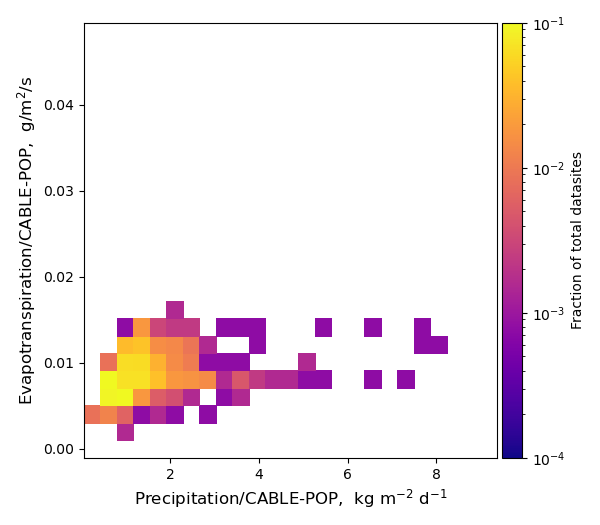 Evapotranspiration/CABLE-POP,  g/m²/s
0.04
0.03
0.02
0.01
0.00
2 4 6 8
Precipitation/CABLE-POP,  kg m⁻² d⁻¹
10⁻¹
10⁻²
10⁻³
10⁻⁴
Fraction of total datasites